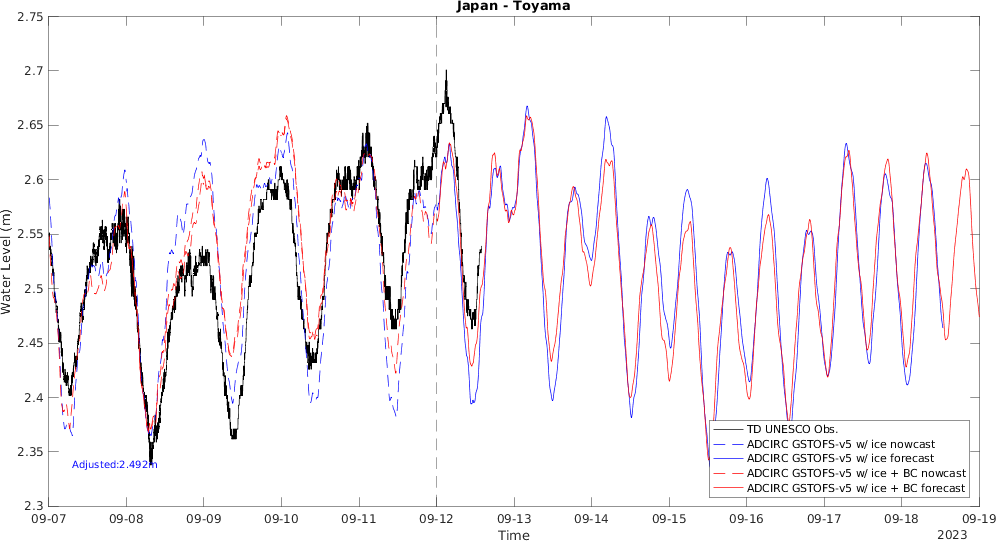 Japan - Toyama
2.75
2.7
2.65
2.6
2.55
2.5
2.45
2.4
2.35
2.3
Water Level (m)
Adjusted:2.492m
TD UNESCO Obs.
ADCIRC GSTOFS-v5 w/ ice nowcast
ADCIRC GSTOFS-v5 w/ ice forecast
ADCIRC GSTOFS-v5 w/ ice + BC nowcast
ADCIRC GSTOFS-v5 w/ ice + BC forecast
09-07 09-08 09-09 09-10 09-11 09-12 09-13 09-14 09-15 09-16 09-17 09-18 09-19
Time
2023